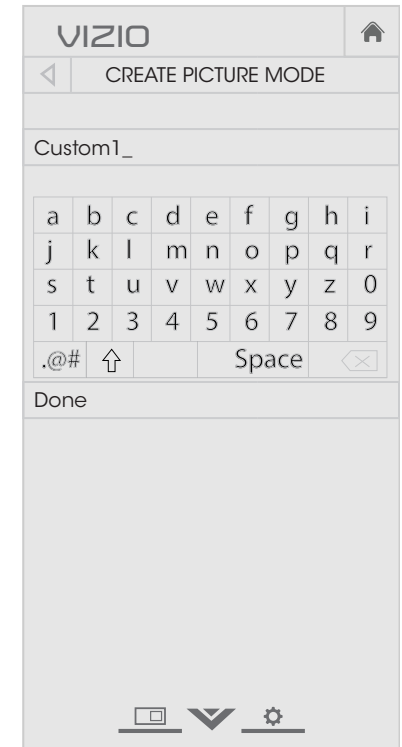 VIZIO
CREATE PICTURE MODE
Custom1_
a b c d e f g h i
j k l m n o p q r
s t u v w x y z 0
1 2 3 4 5 6 7 8 9
.@# Space
Done